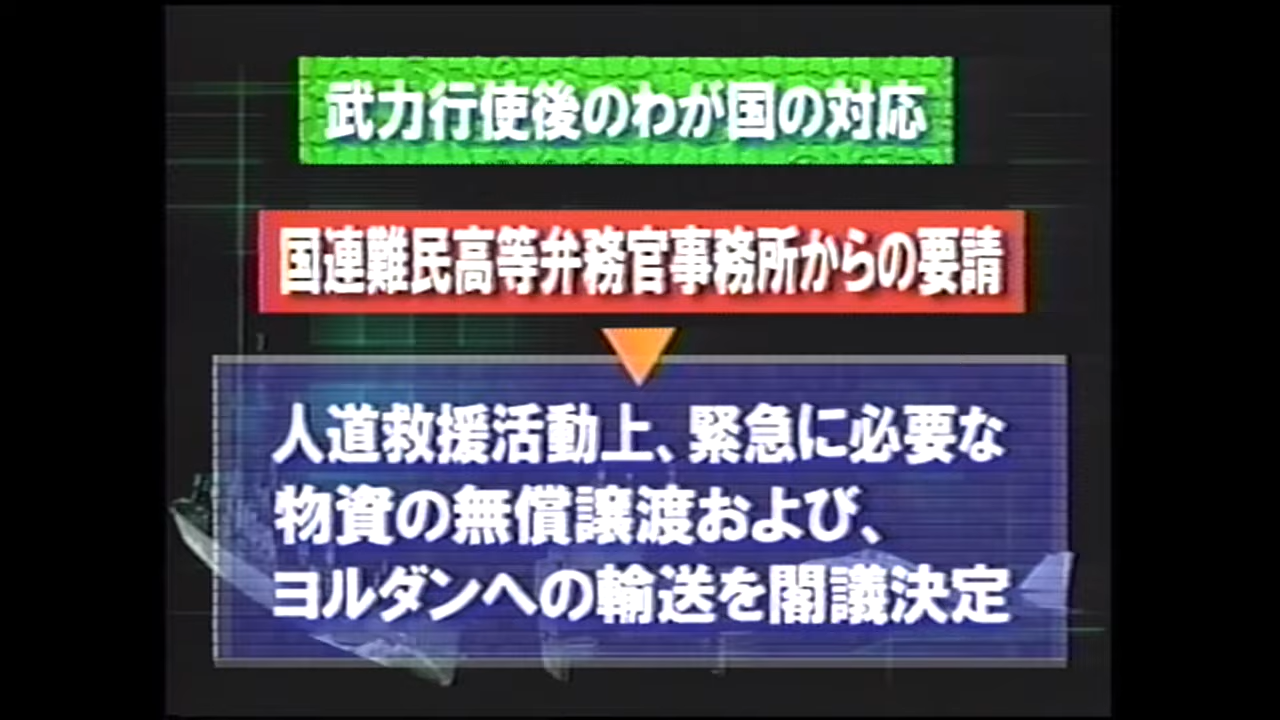 武力行使後のわが国の対応
国連難民高等弁務官事務所からの要請
人道救援活動上、緊急に必要な
物資の無償譲渡および、
ヨルダンへの輸送を閣議決定